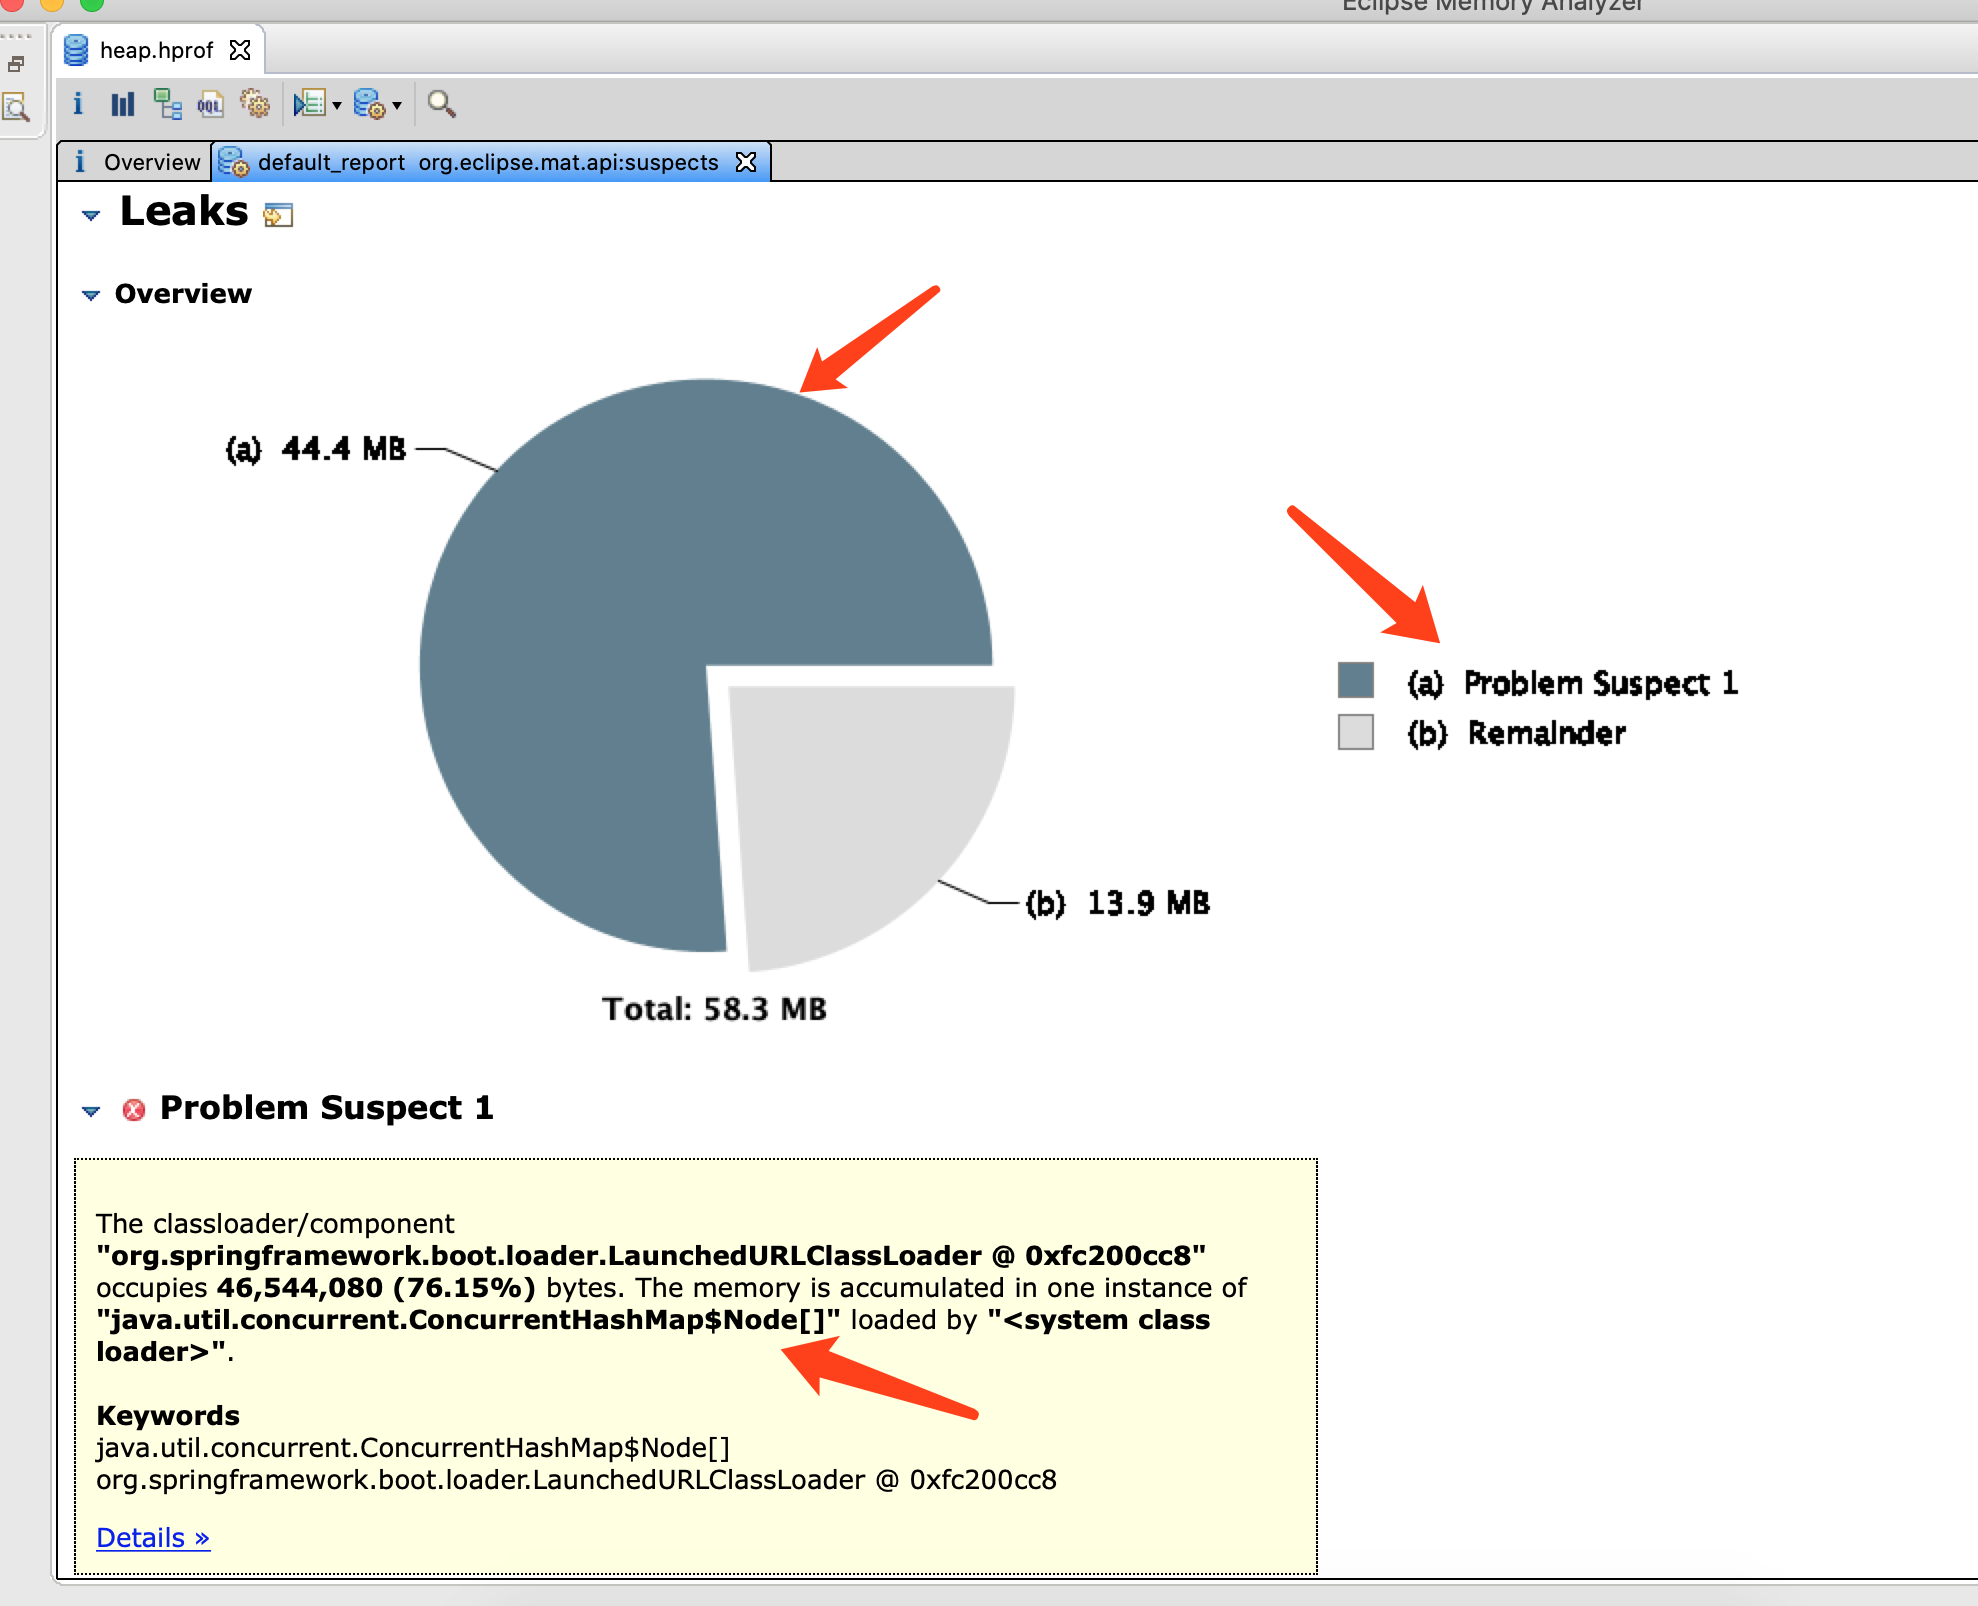 Eclipse Memory Analyzer
heap.hprof
i OQL
i Overview default_report org.eclipse.mat.api:suspects
Leaks
Overview
(a) 44.4 MB
(a) Problem Suspect 1
(b) Remainder
(b) 13.9 MB
Total: 58.3 MB
Problem Suspect 1
The classloader/component
"org.springframework.boot.loader.LaunchedURLClassLoader @ 0xfc200cc8"
occupies 46,544,080 (76.15%) bytes. The memory is accumulated in one instance of
"java.util.concurrent.ConcurrentHashMap$Node[]" loaded by "<system class
loader>".
Keywords
java.util.concurrent.ConcurrentHashMap$Node[]
org.springframework.boot.loader.LaunchedURLClassLoader @ 0xfc200cc8
Details »